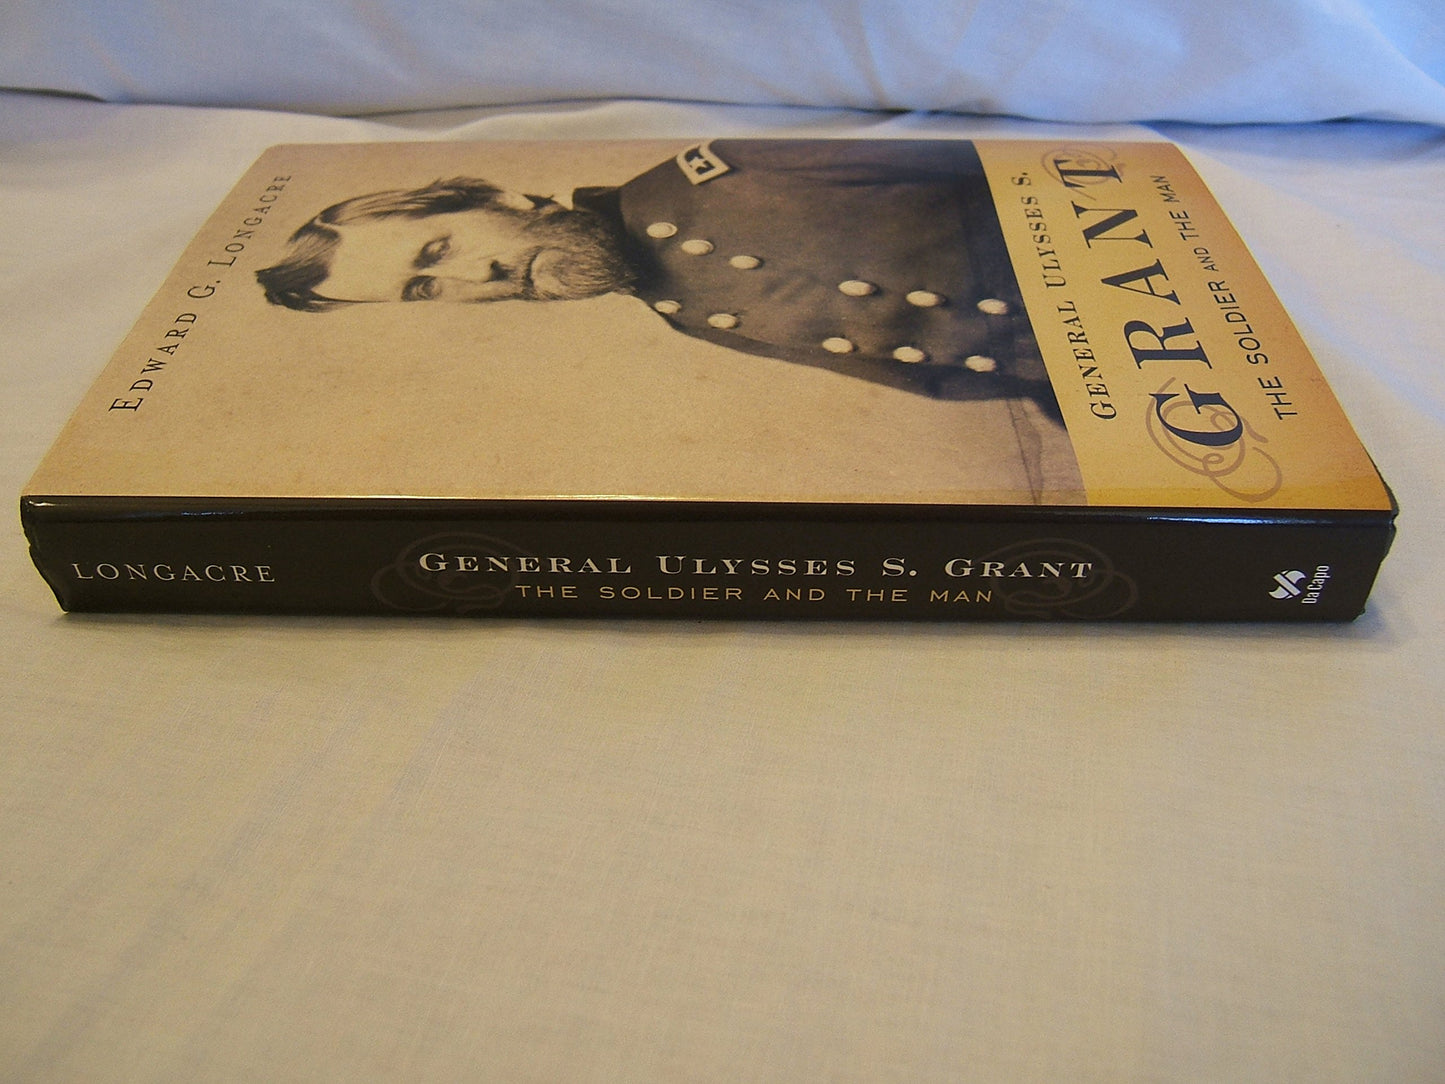 EDWARD G. LONGACRE
GENERAL ULYSSES S.
GRANT
THE SOLDIER AND THE MAN
LONGACRE
GENERAL ULYSSES S. GRANT
THE SOLDIER AND THE MAN
Da Capo